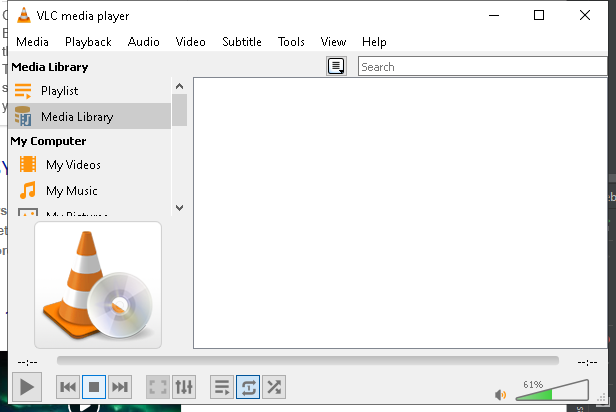 VLC media player
Media Playback Audio Video Subtitle Tools View Help
Media Library
Search
Playlist
Media Library
My Computer
My Videos
My Music
My Pictures
--:-- --:--
61%